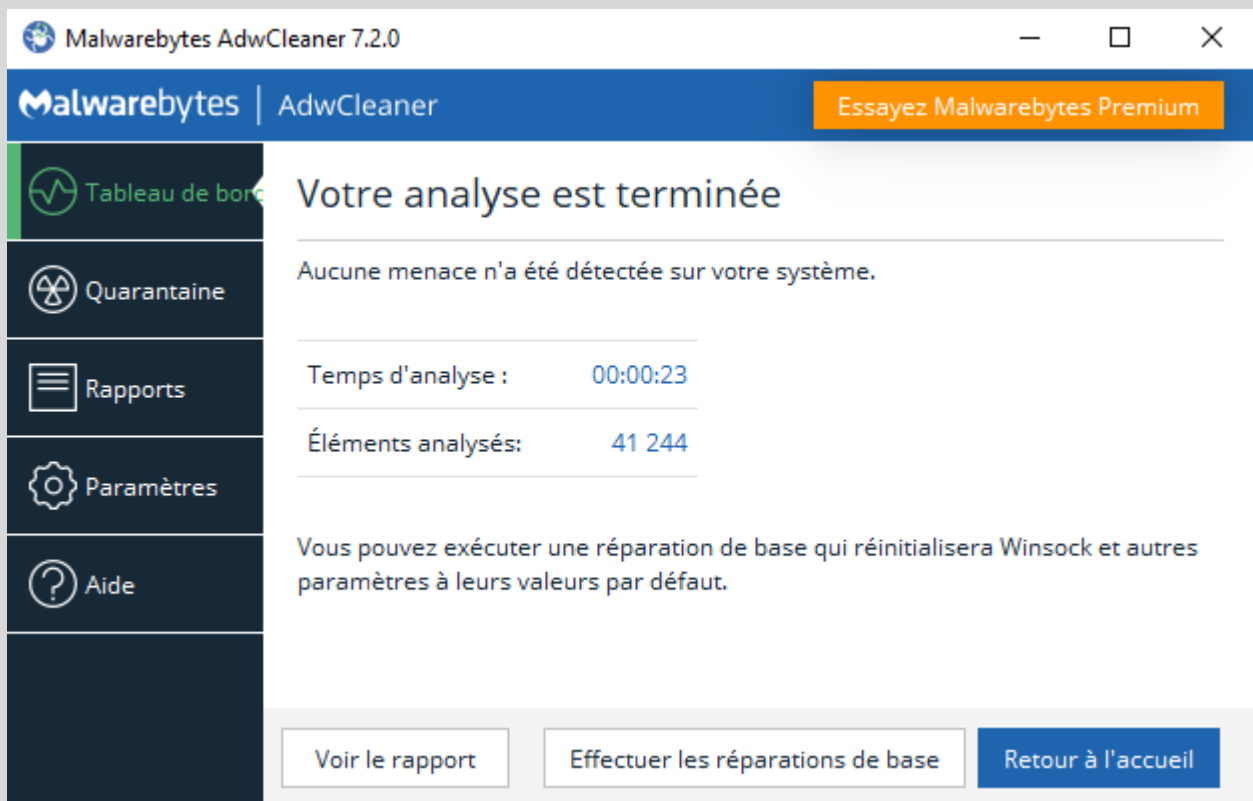 Malwarebytes AdwCleaner 7.2.0
Malwarebytes | AdwCleaner
Essayez Malwarebytes Premium
Tableau de bord
Quarantaine
Rapports
Paramètres
Aide
Votre analyse est terminée
Aucune menace n'a été détectée sur votre système.
Temps d'analyse : 00:00:23
Éléments analysés: 41 244
Vous pouvez exécuter une réparation de base qui réinitialisera Winsock et autres
paramètres à leurs valeurs par défaut.
Voir le rapport
Effectuer les réparations de base
Retour à l'accueil